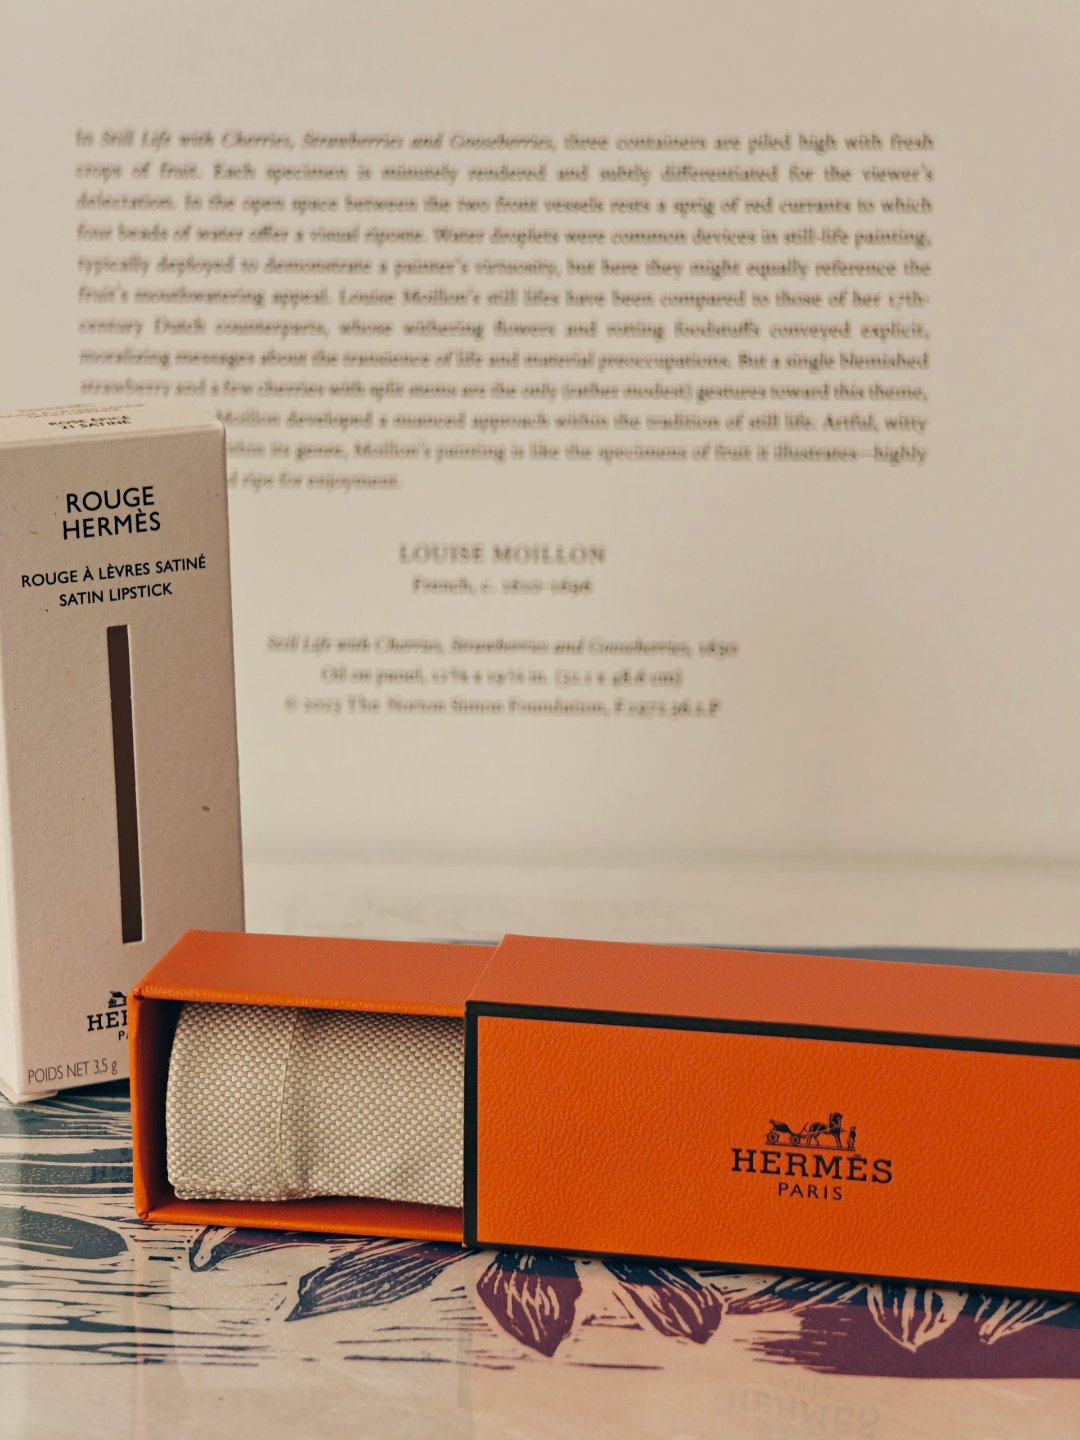 In Still Life with Cherries, Strawberries and Gooseberries, three containers are piled high with fresh
crops of fruit. Each specimen is minutely rendered and subtly differentiated for the viewer's
delectation. In the open space between the two front vessels rests a sprig of red currants to which
four beads of water offer a visual riposte. Water droplets were common devices in still-life painting,
typically deployed to demonstrate a painter's virtuosity, but here they might equally reference the
fruit's mouthwatering appeal. Louise Moillon's still lifes have been compared to those of her 17th-
century Dutch counterparts, whose withering flowers and rotting foodstuffs conveyed explicit,
moralizing messages about the transience of life and material preoccupations. But a single blemished
strawberry and a few cherries with split stems are the only (rather modest) gestures toward this theme,
Moillon developed a nuanced approach within the tradition of still life. Artful, witty
its genre, Moillon's painting is like the specimens of fruit it illustrates—highly
ripe for enjoyment.
LOUISE MOILLON
French, c. 1610–1696
Still Life with Cherries, Strawberries and Gooseberries, 1630
Oil on panel,
The Norton Simon Foundation,
ROSE ÉPICÉ
21 SATINÉ
ROUGE
HERMÈS
ROUGE À LÈVRES SATINÉ
SATIN LIPSTICK
POIDS NET 3,5 g
HERMÈS
PARIS